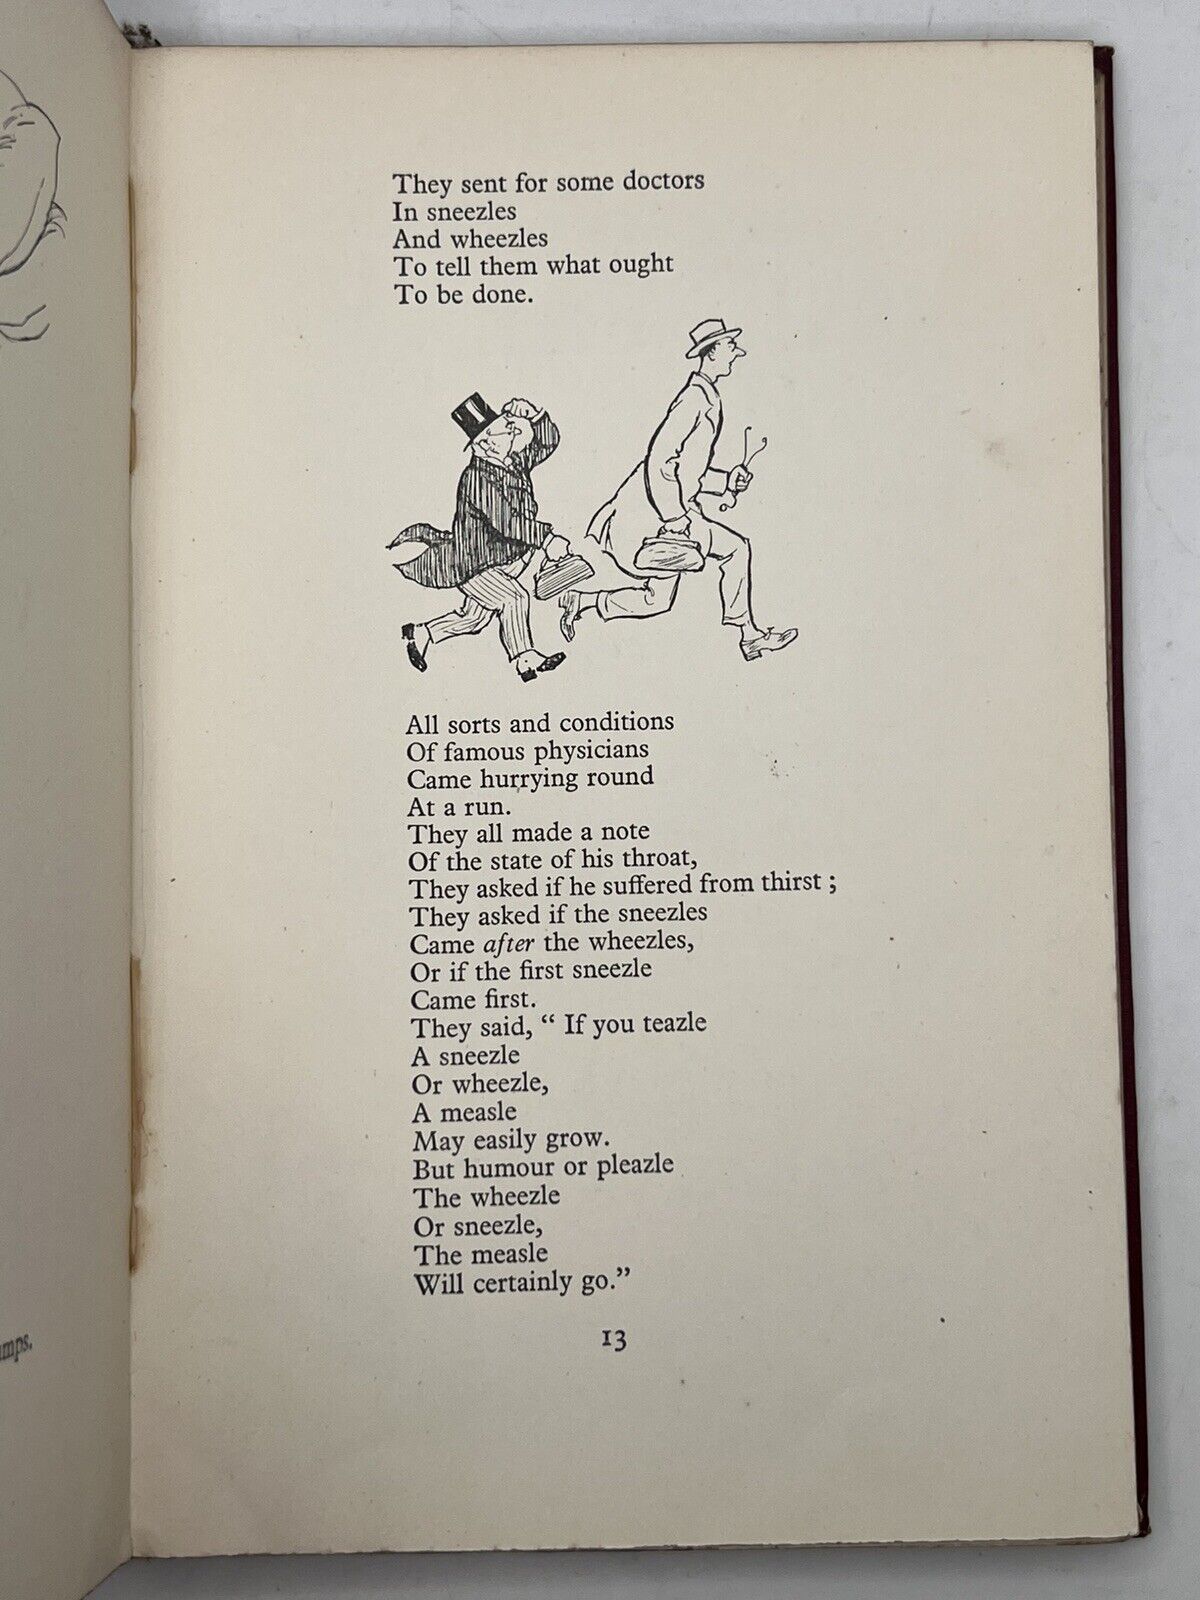 They sent for some doctors
In sneezles
And wheezles
To tell them what ought
To be done.
All sorts and conditions
Of famous physicians
Came hurrying round
At a run.
They all made a note
Of the state of his throat,
They asked if he suffered from thirst ;
They asked if the sneezles
Came after the wheezles,
Or if the first sneezle
Came first.
They said, “ If you teazle
A sneezle
Or wheezle,
A measle
May easily grow.
But humour or pleazle
The wheezle
Or sneezle,
The measle
Will certainly go.”
13